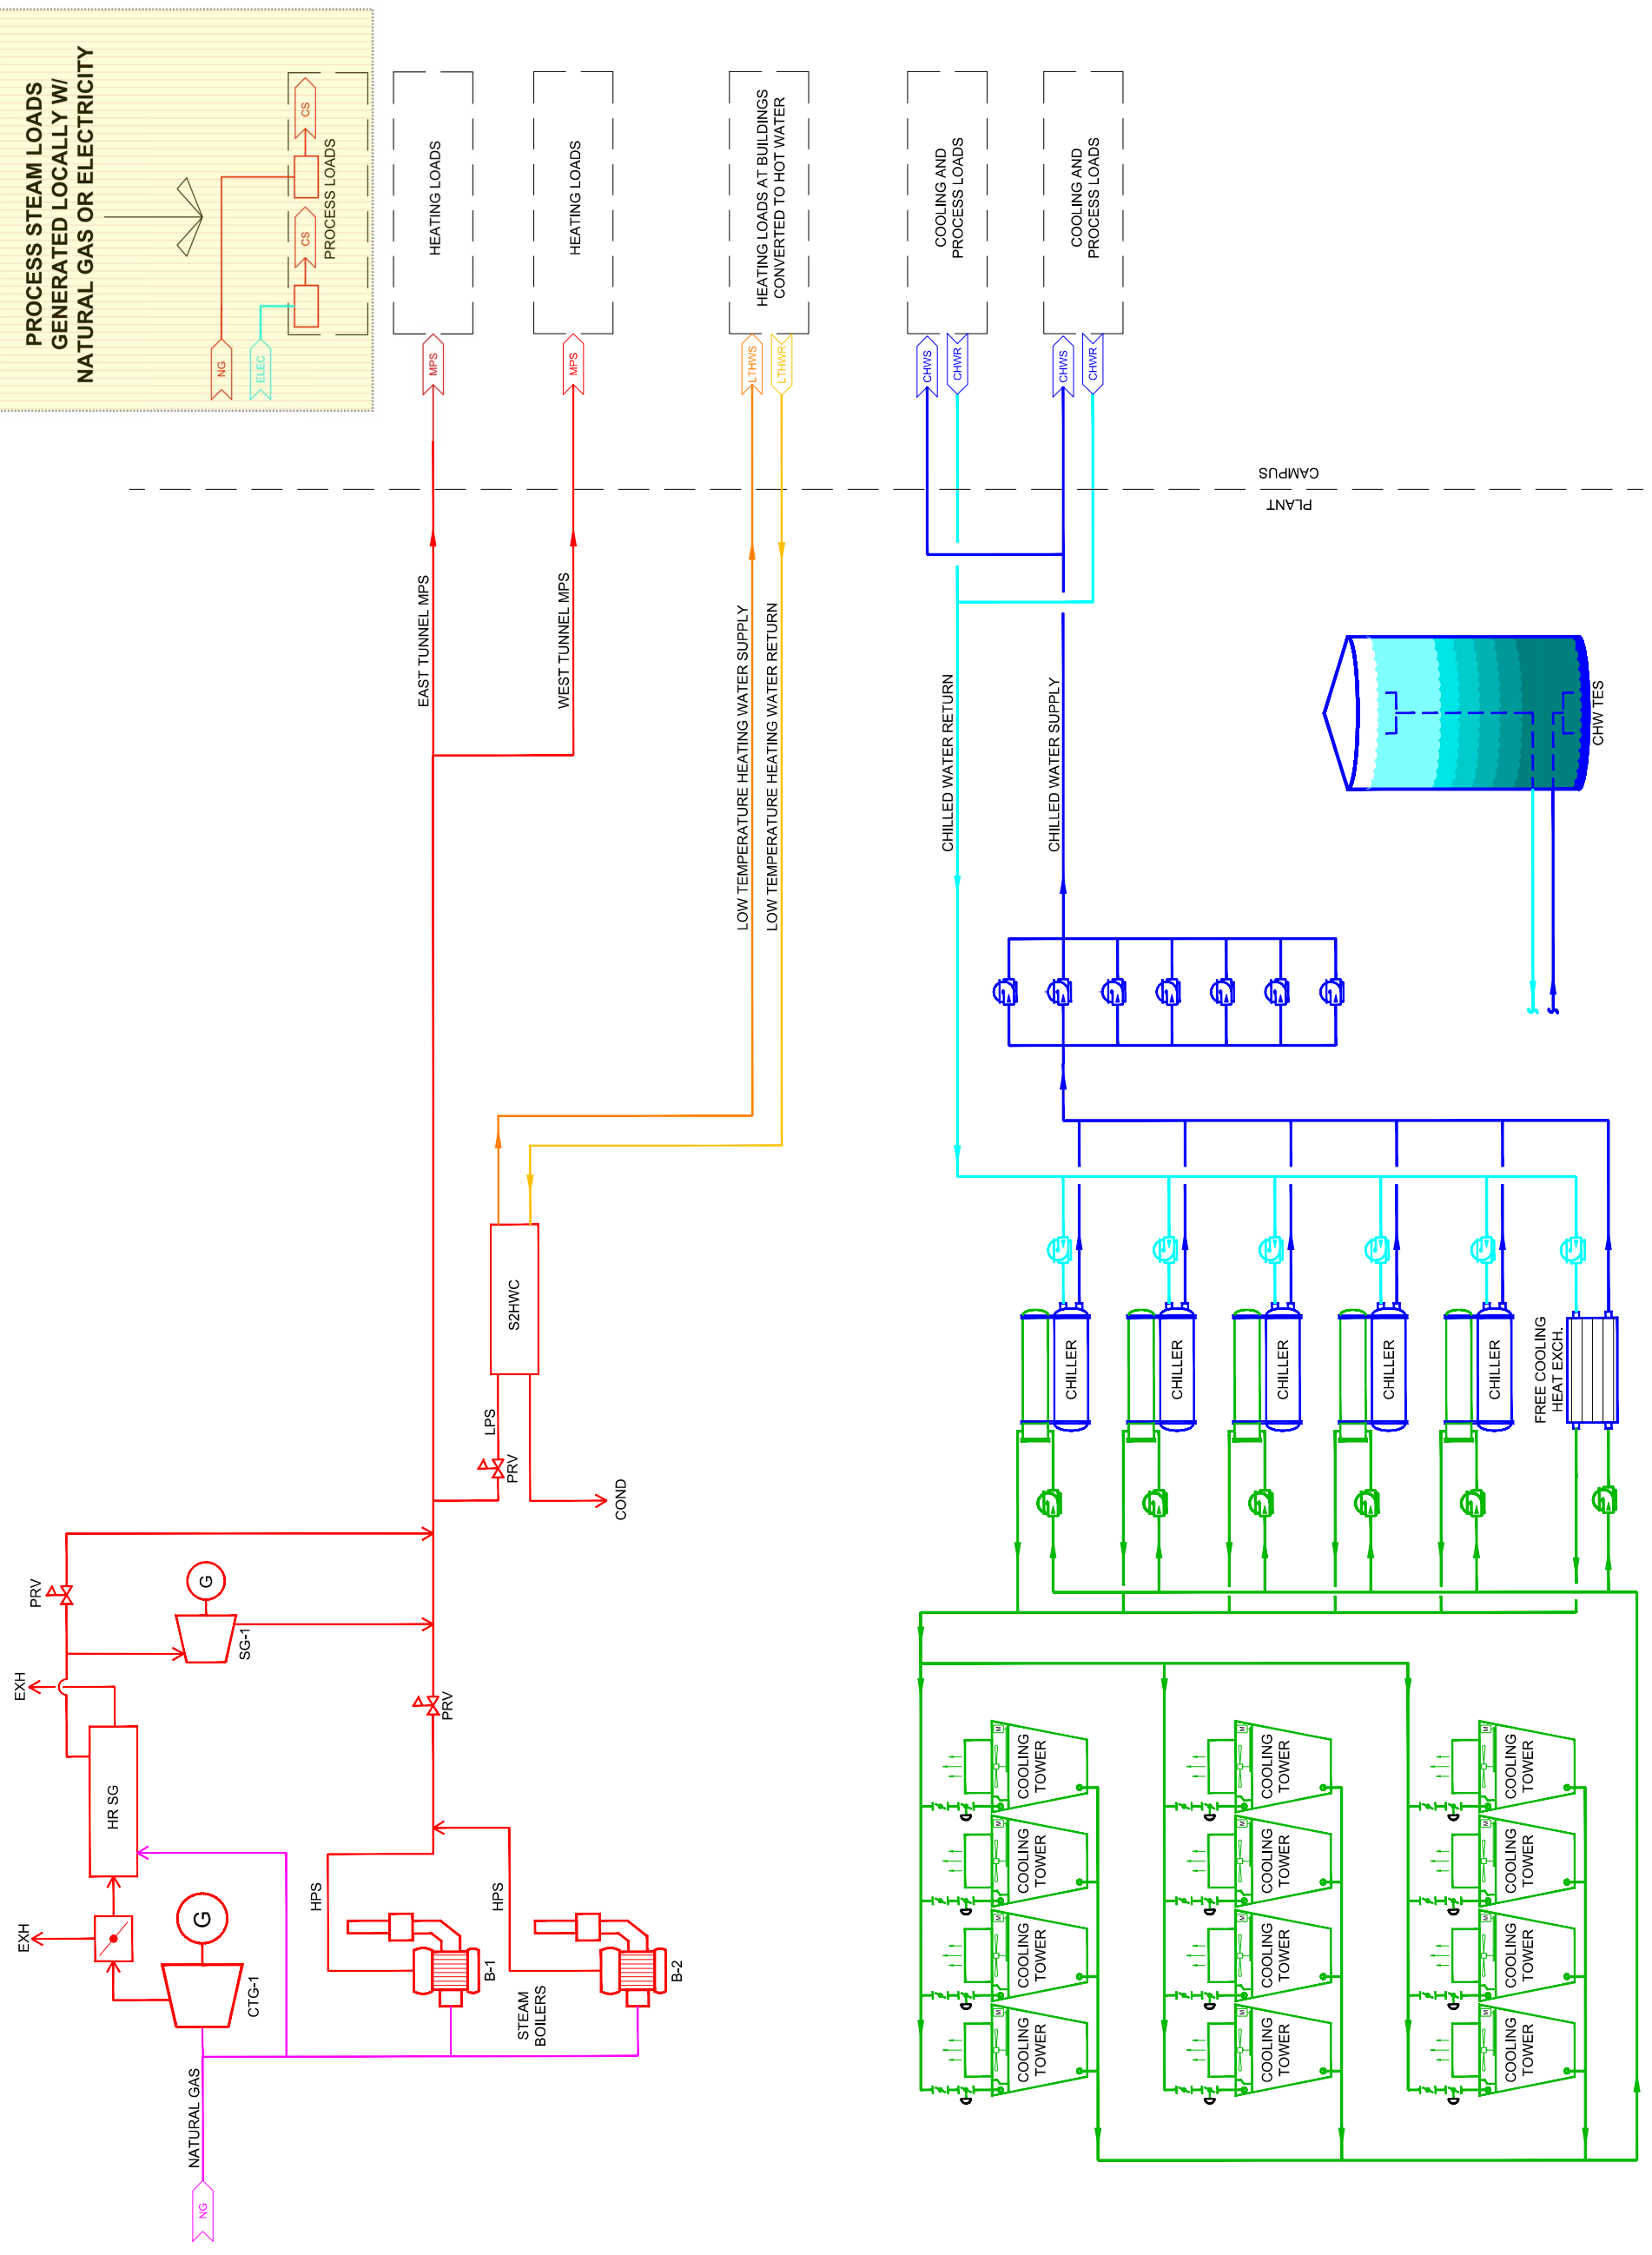 PROCESS STEAM LOADS
GENERATED LOCALLY W/
NATURAL GAS OR ELECTRICITY
NG
ELEC
CS
CS
PROCESS LOADS
HEATING LOADS
HEATING LOADS
HEATING LOADS AT BUILDINGS
CONVERTED TO HOT WATER
COOLING AND
PROCESS LOADS
COOLING AND
PROCESS LOADS
MPS
MPS
LTHWS
LTHWR
CHWS
CHWR
CHWS
CHWR
CAMPUS
PLANT
EAST TUNNEL MPS
WEST TUNNEL MPS
LOW TEMPERATURE HEATING WATER SUPPLY
LOW TEMPERATURE HEATING WATER RETURN
CHILLED WATER RETURN
CHILLED WATER SUPPLY
CHW TES
S2HWC
LPS
PRV
COND
PRV
G
SG-1
EXH
PRV
HR SG
EXH
G
CTG-1
HPS
HPS
B-1
STEAM
BOILERS
B-2
NATURAL GAS
NG
CHILLER
CHILLER
CHILLER
CHILLER
CHILLER
FREE COOLING
HEAT EXCH.
M
COOLING
TOWER
M
COOLING
TOWER
M
COOLING
TOWER
M
COOLING
TOWER
M
COOLING
TOWER
M
COOLING
TOWER
M
COOLING
TOWER
M
COOLING
TOWER
M
COOLING
TOWER
M
COOLING
TOWER
M
COOLING
TOWER
M
COOLING
TOWER